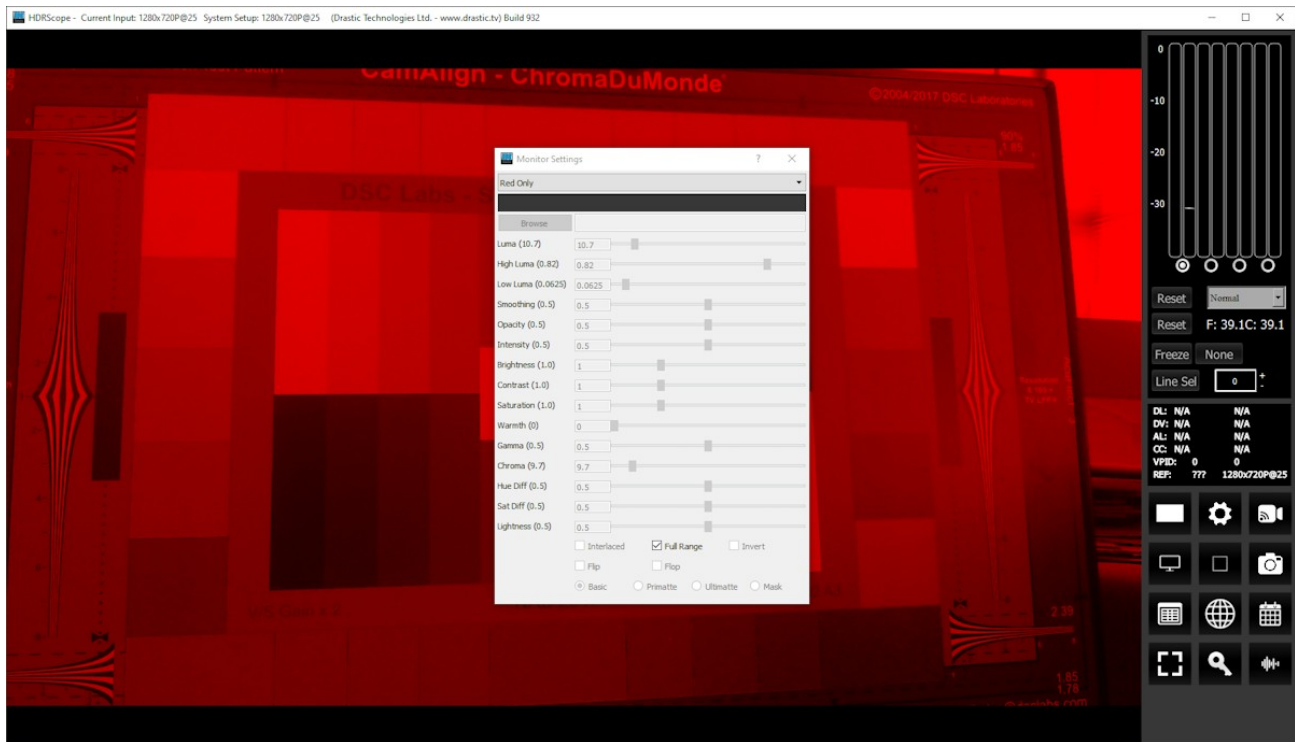 HDRScope - Current Input: 1280x720P@25 System Setup: 1280x720P@25 (Drastic Technologies Ltd. - www.drastic.tv) Build 932
CamAlign - ChromaDuMonde
©2004/2017 DSC Laboratories
90%
1.85
DSC Labs - S
2.39
1.85
1.78
Monitor Settings
? ×
Red Only
Browse
Luma (10.7) 10.7
High Luma (0.82) 0.82
Low Luma (0.0625) 0.0625
Smoothing (0.5) 0.5
Opacity (0.5) 0.5
Intensity (0.5) 0.5
Brightness (1.0) 1
Contrast (1.0) 1
Saturation (1.0) 1
Warmth (0) 0
Gamma (0.5) 0.5
Chroma (9.7) 9.7
Hue Diff (0.5) 0.5
Sat Diff (0.5) 0.5
Lightness (0.5) 0.5
Interlaced Full Range Invert
Flip Flop
Basic Primatte Ultimatte Mask
0
-10
-20
-30
Reset Normal
Reset F: 39.1C: 39.1
Freeze None
Line Sel 0 + -
DL: N/A N/A
DV: N/A N/A
AL: N/A N/A
CC: N/A N/A
VPID: 0 0
REF: ??? 1280x720P@25